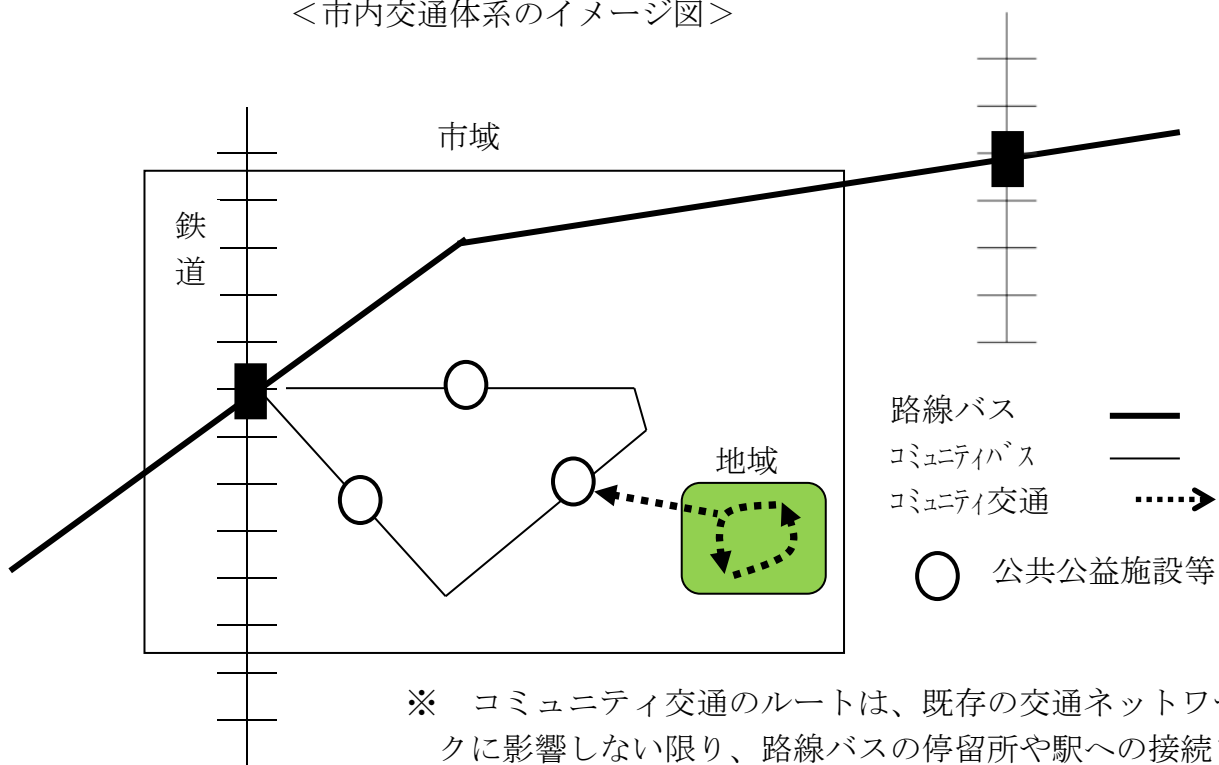 ＜市内交通体系のイメージ図＞
市域
鉄道
地域
路線バス
コミュニティバス
コミュニティ交通
公共公益施設等
※　コミュニティ交通のルートは、既存の交通ネットワー
クに影響しない限り、路線バスの停留所や駅への接続